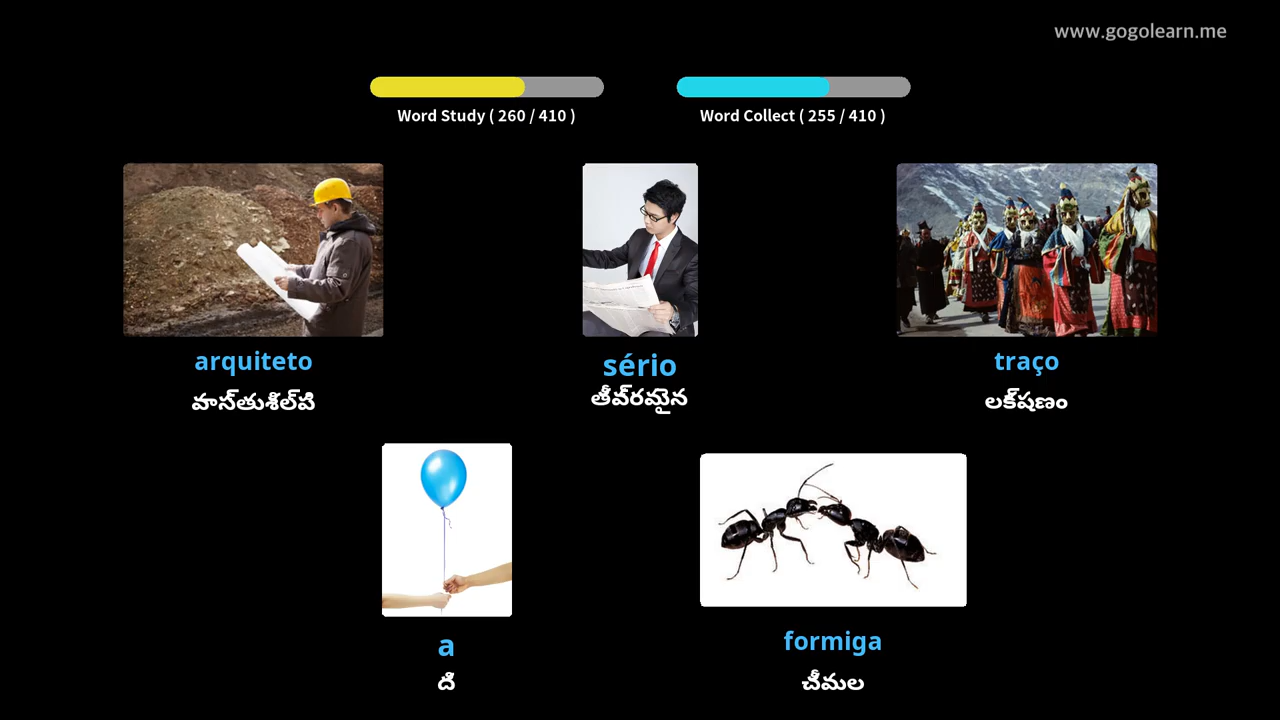 www.gogolearn.me
Word Study ( 260 / 410 )
Word Collect ( 255 / 410 )
arquiteto
వాస్తుశిల్పి
sério
తీవ్రమైన
traço
లక్షణం
a
ది
formiga
చీమల